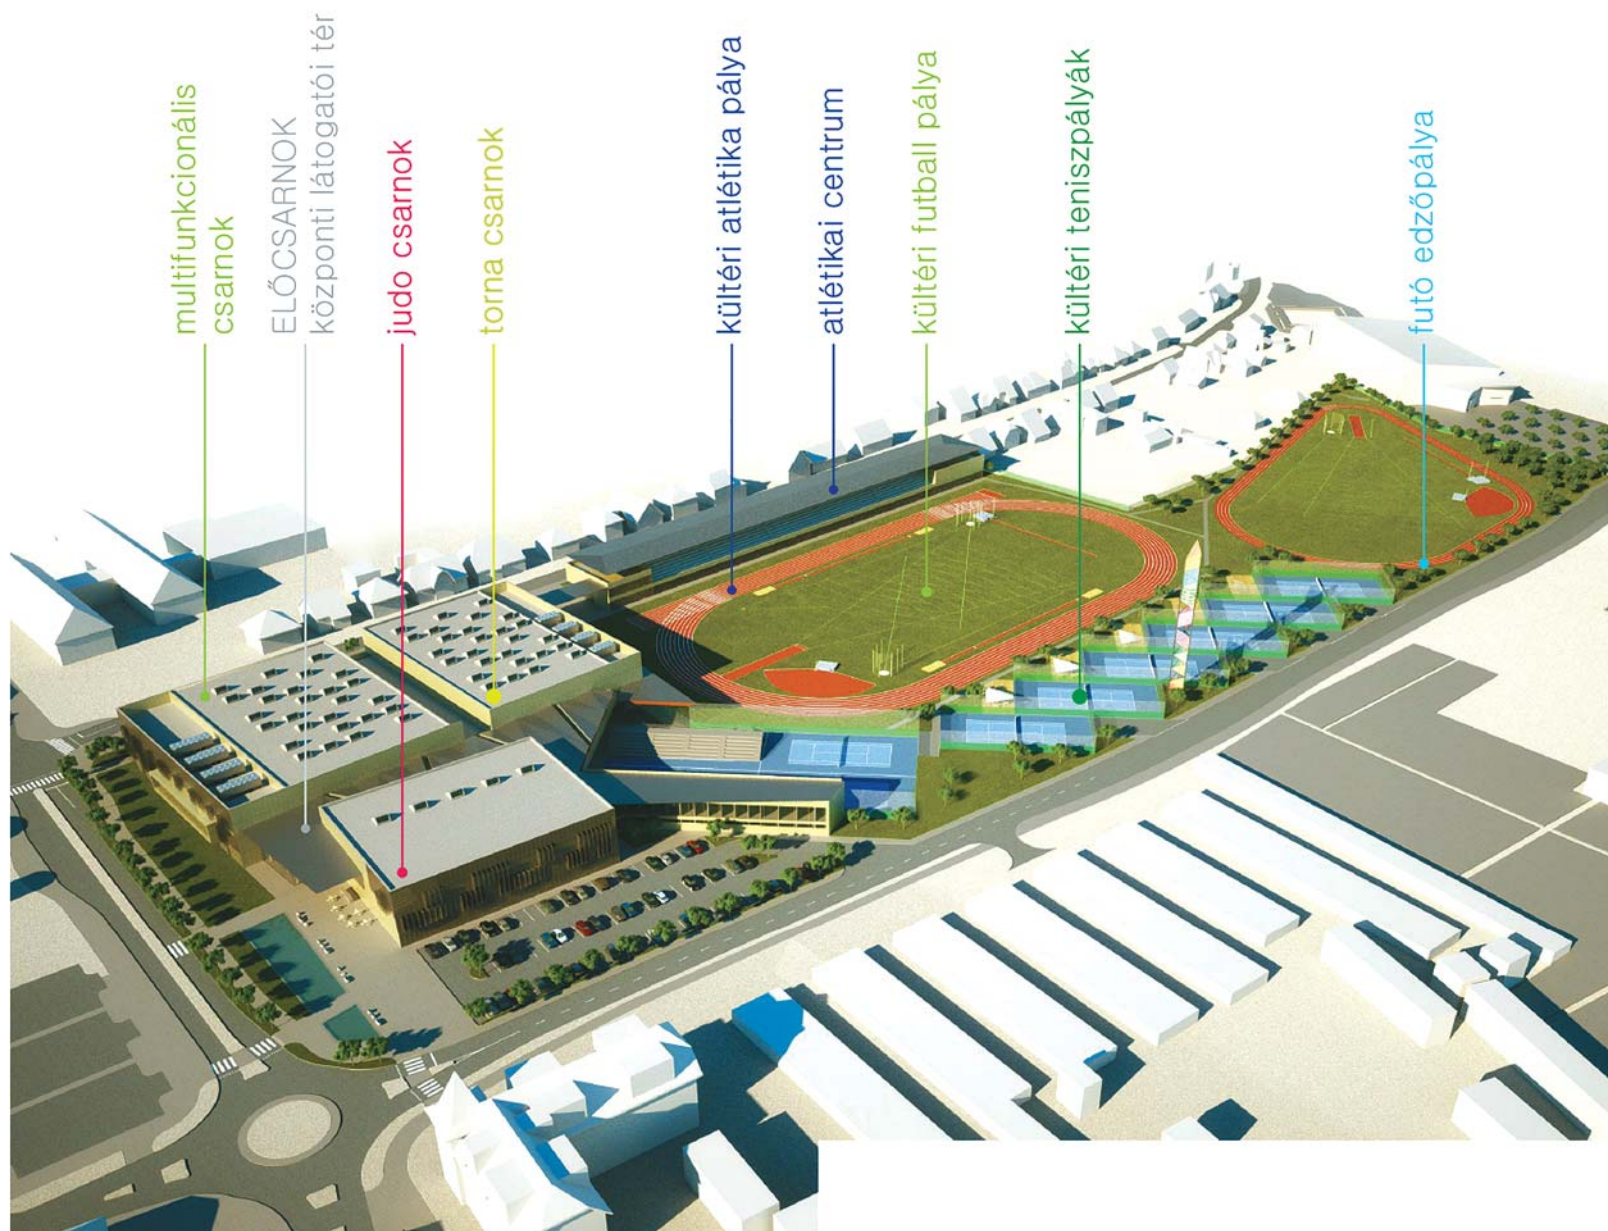 multifunkcionális
csarnok
ELŐCSARNOK
központi látogatói tér
judo csarnok
torna csarnok
kültéri atlétika pálya
atlétikai centrum
kültéri futball pálya
kültéri teniszpályák
futó edzőpálya